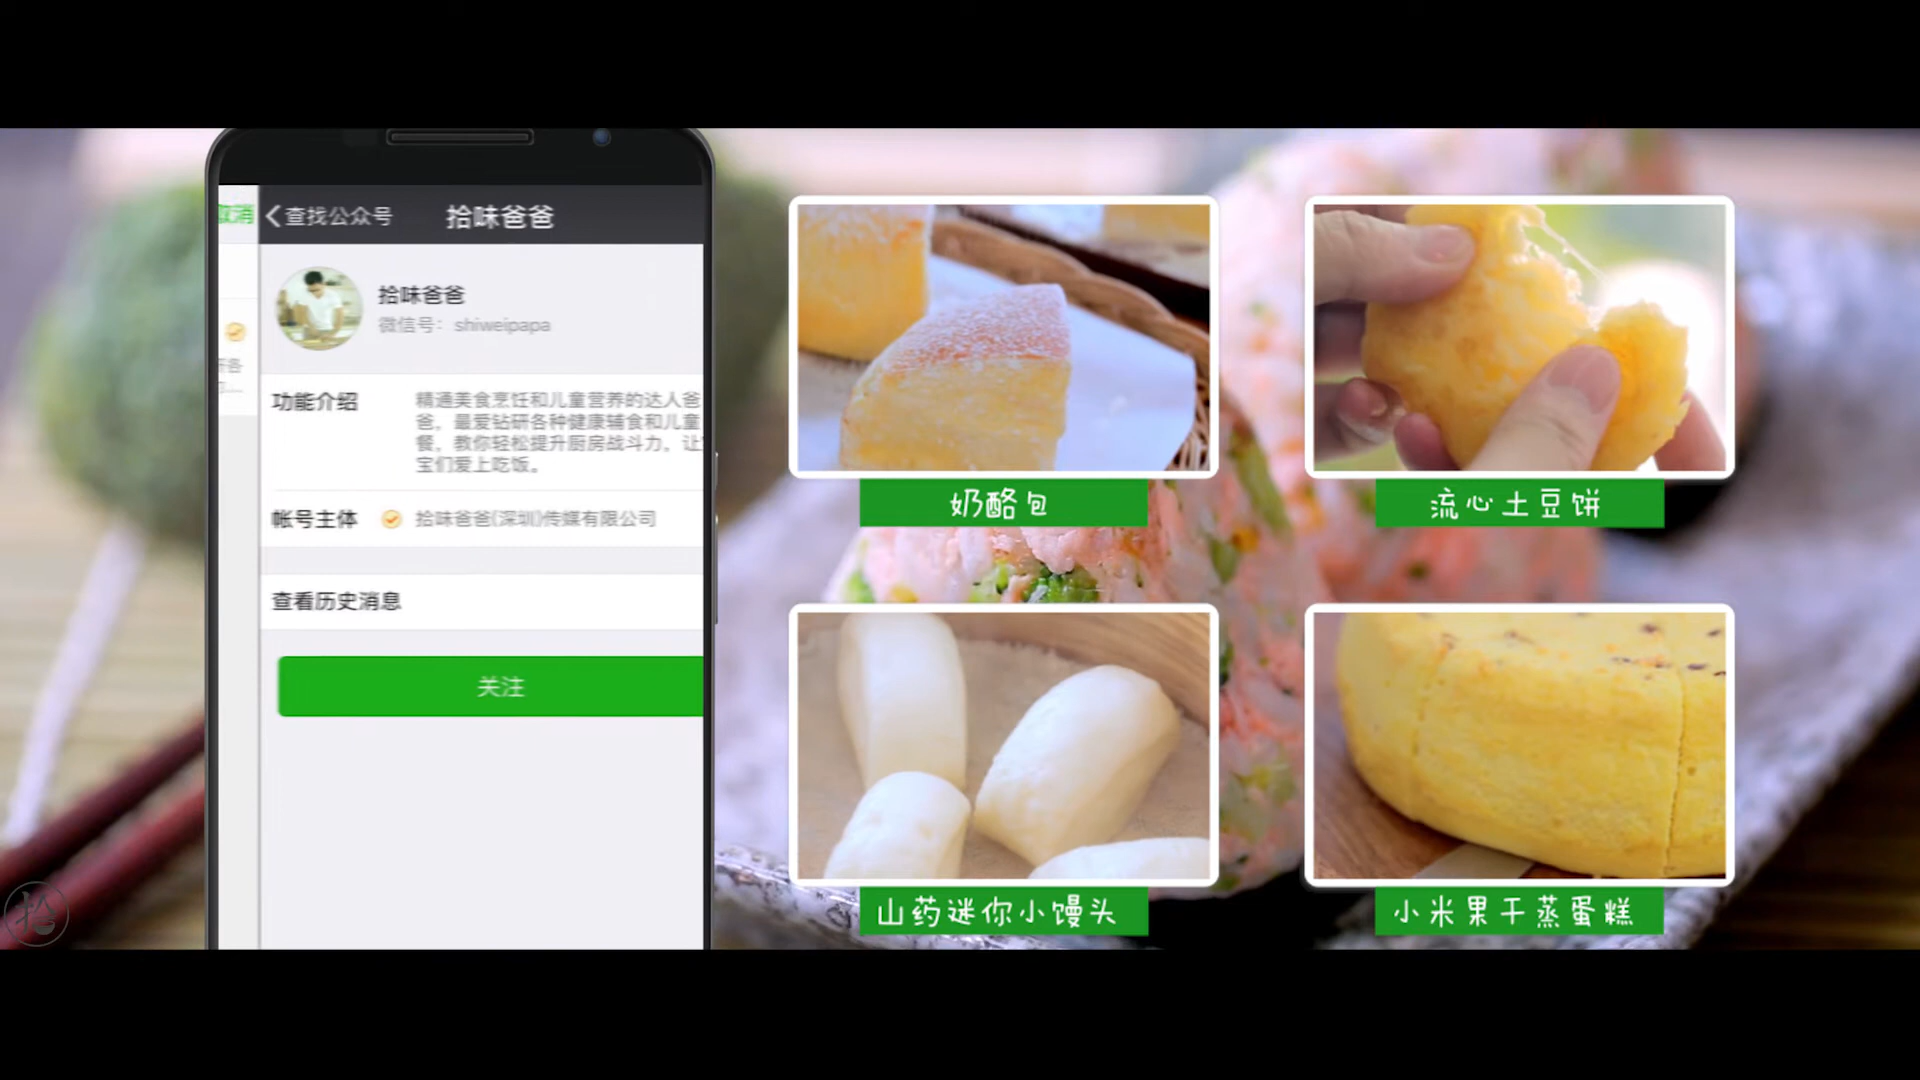 取消
查找公众号
拾味爸爸
拾味爸爸
微信号: shiweipapa
功能介绍
精通美食烹饪和儿童营养的达人爸
爸，最爱钻研各种健康辅食和儿童
餐，教你轻松提升厨房战斗力，让
宝们爱上吃饭。
帐号主体
拾味爸爸(深圳)传媒有限公司
查看历史消息
关注
奶酪包
流心土豆饼
山药迷你小馒头
小米果干蒸蛋糕
拾